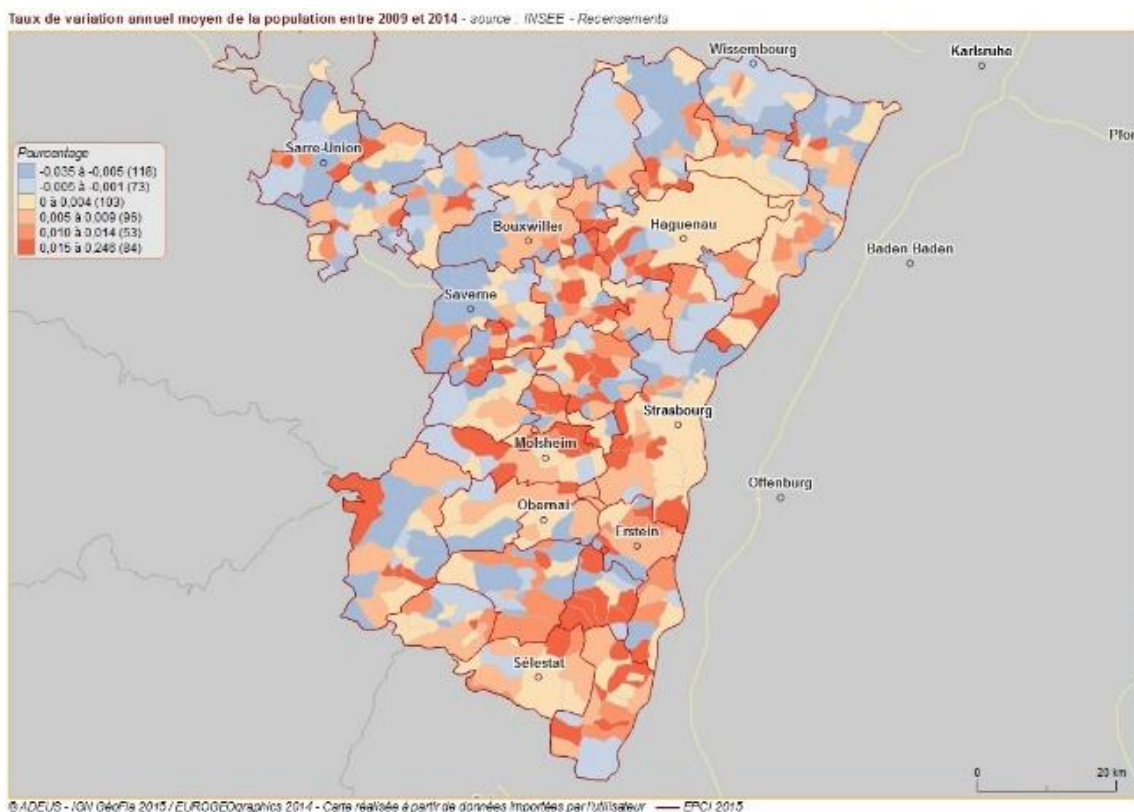 Taux de variation annuel moyen de la population entre 2009 et 2014 - source : INSEE - Recensements
Wissembourg
Karlsruhe
Pfor
Sarre-Union
Pourcentage
-0,035 à -0,005 (118)
-0,005 à -0,001 (73)
0 à 0,004 (103)
0,005 à 0,009 (96)
0,010 à 0,014 (53)
0,015 à 0,246 (84)
Bouxwiller
Haguenau
Baden Baden
Saverne
Strasbourg
Molsheim
Offenburg
Obernai
Erstein
Sélestat
0 20 km
© ADEUS - IGN GéoFla 2015 / EUROGEOgraphics 2014 - Carte réalisée à partir de données importées par l'utilisateur EPCI 2015